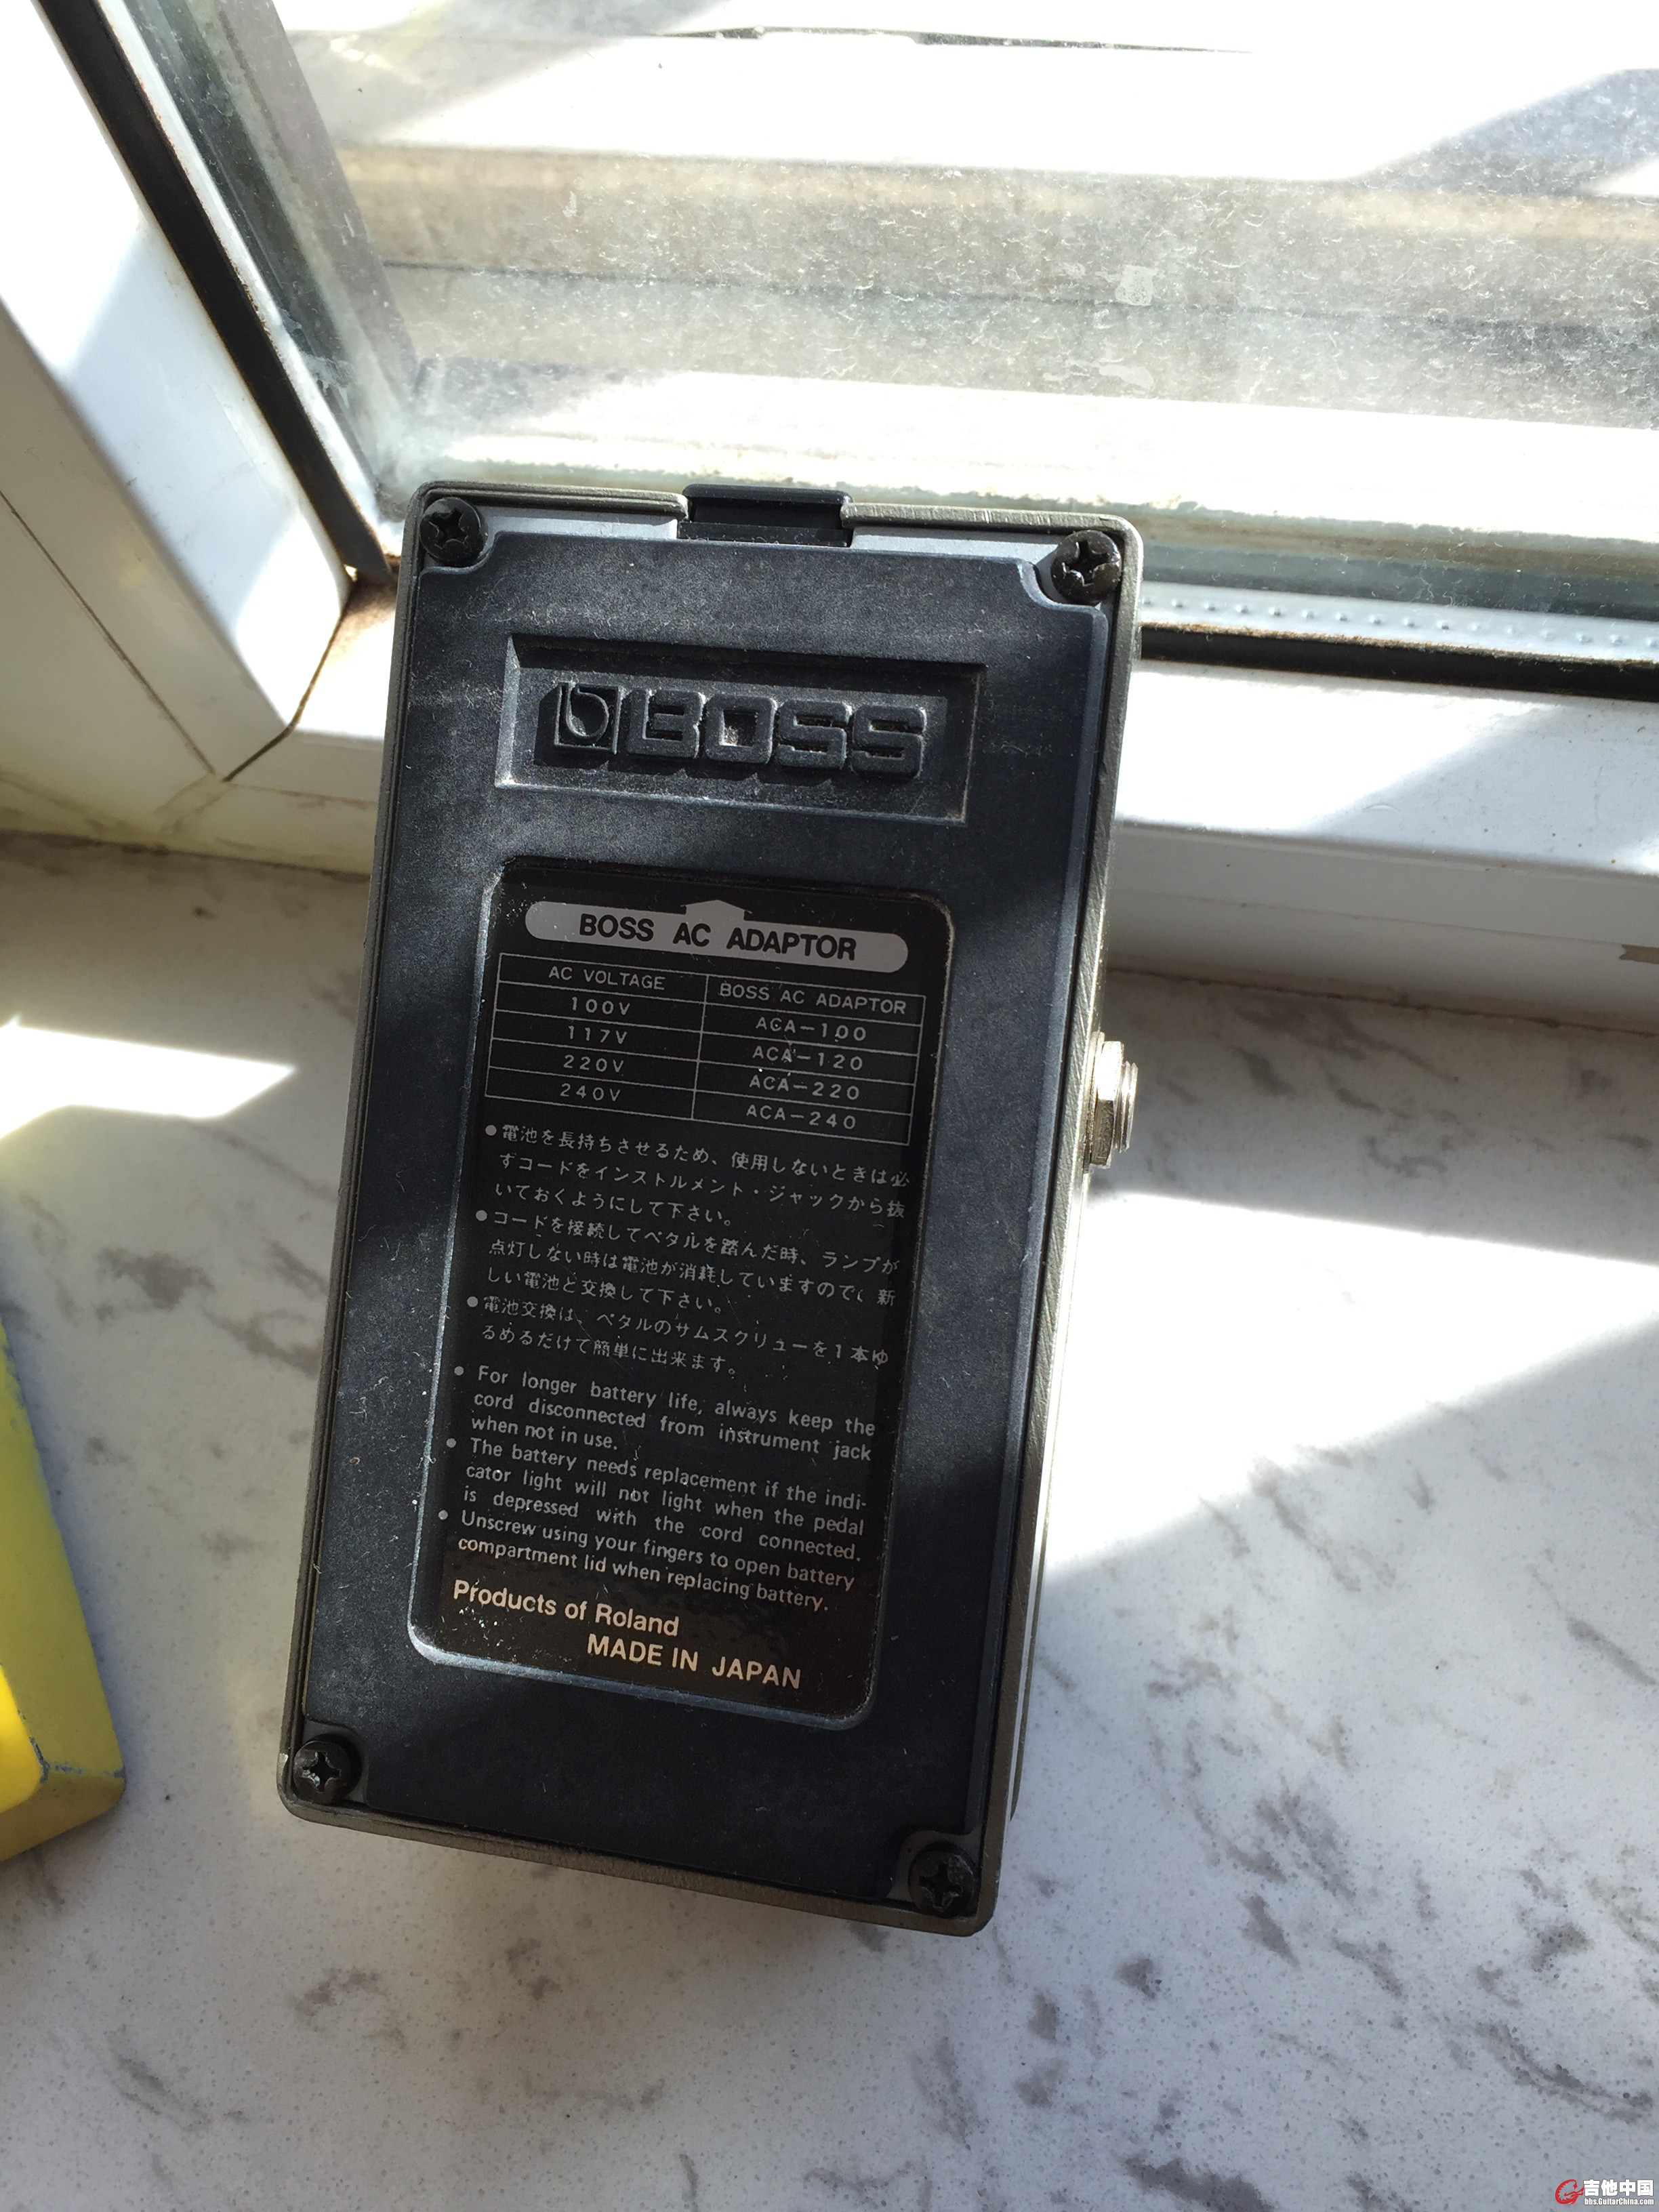 BOSS
BOSS AC ADAPTOR
AC VOLTAGE BOSS AC ADAPTOR
100V ACA-100
117V ACA-120
220V ACA-220
240V ACA-240
●電池を長持ちさせるため、使用しないときは必
ずコードをインストルメント・ジャックから抜
いておくようにして下さい。
●コードを接続してペタルを踏んだ時、ランプが
点灯しない時は電池が消耗していますので、新
しい電池と交換して下さい。
●電池交換は、ペタルのサムスクリューを1本ゆ
るめるだけで簡単に出来ます。
● For longer battery life, always keep the
cord disconnected from instrument jack
when not in use.
● The battery needs replacement if the indi-
cator light will not light when the pedal
is depressed with the cord connected.
● Unscrew using your fingers to open battery
compartment lid when replacing battery.
Products of Roland
MADE IN JAPAN
吉他中国
bbs.GuitarChina.com